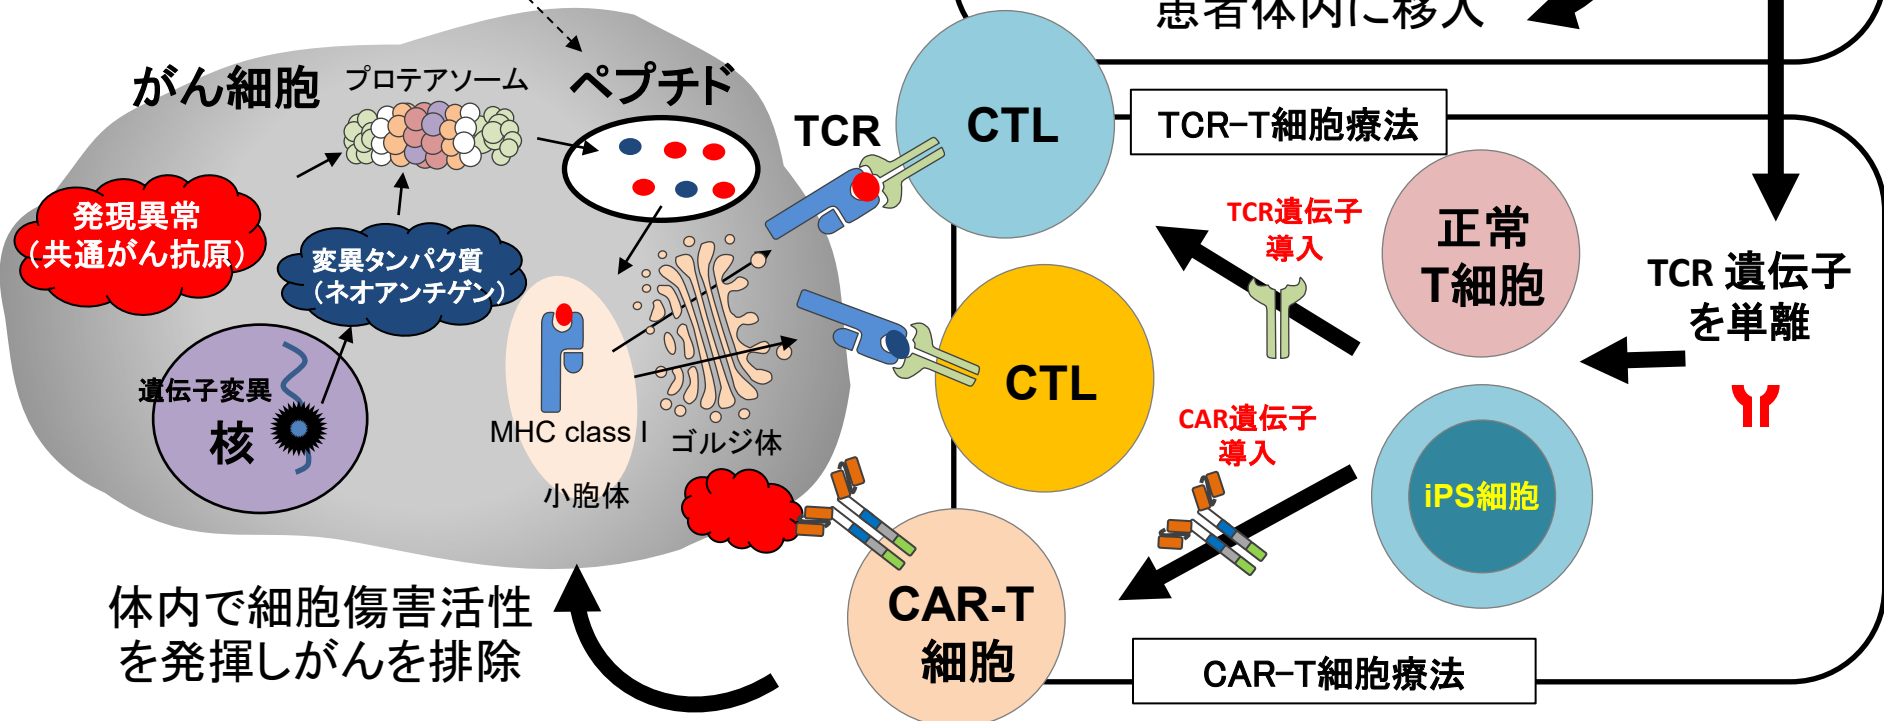 患者体内に移入
がん細胞
プロテアソーム
ペプチド
TCR
CTL
TCR-T細胞療法
発現異常
(共通がん抗原)
変異タンパク質
(ネオアンチゲン)
TCR遺伝子
導入
正常
T細胞
TCR 遺伝子
を単離
遺伝子変異
核
MHC class I
ゴルジ体
小胞体
CTL
CAR遺伝子
導入
iPS細胞
CAR-T
細胞
CAR-T細胞療法
体内で細胞傷害活性
を発揮しがんを排除